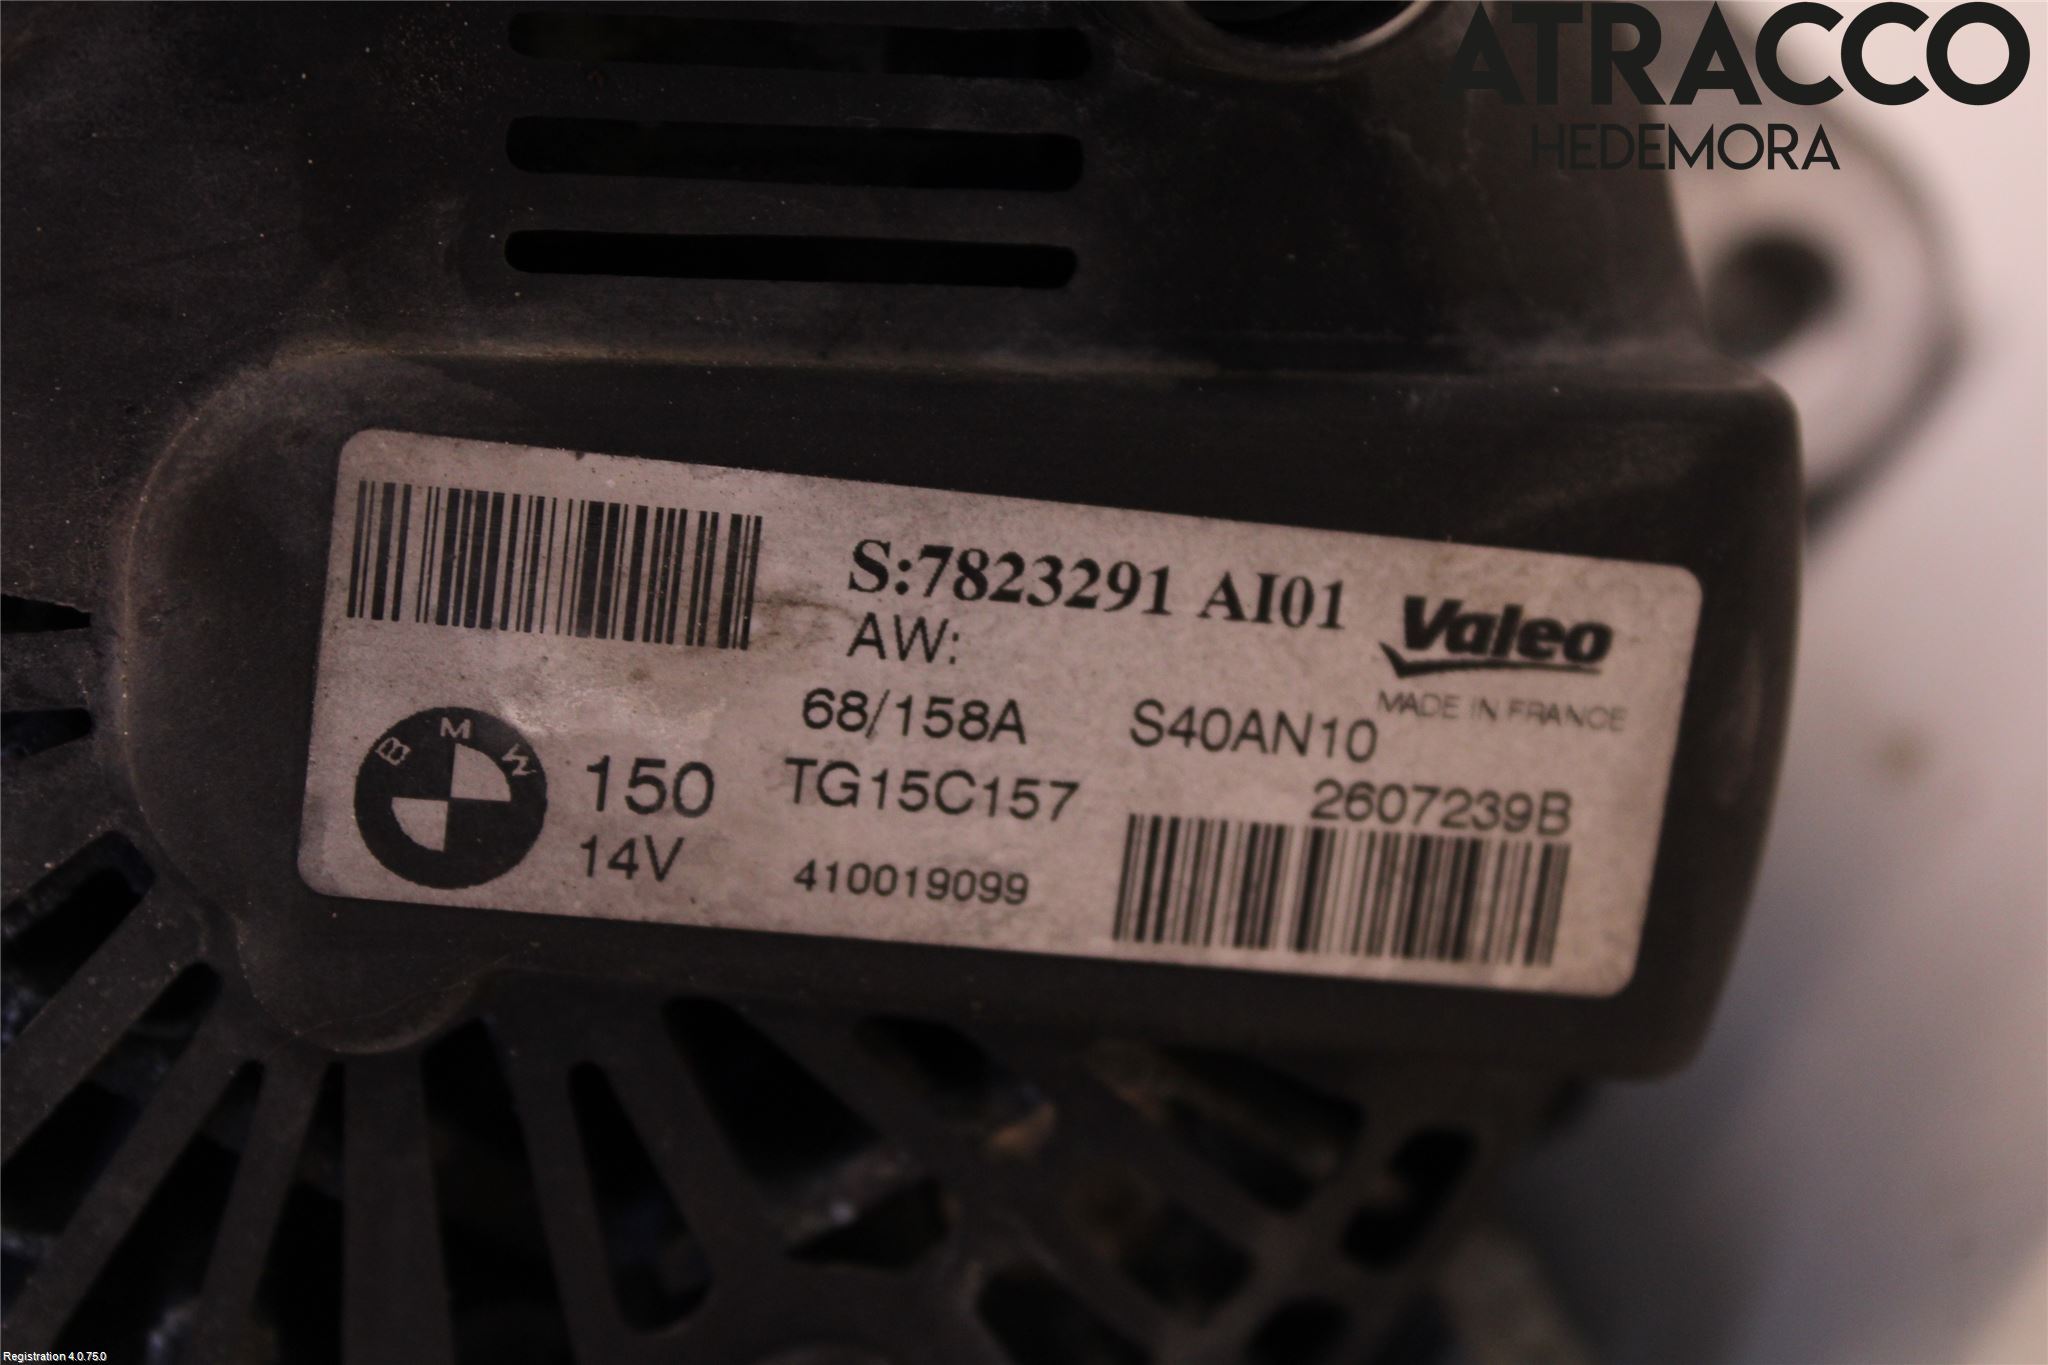 ATRACCO
HEDEMORA
S:7823291 AI01
AW:
Valeo
MADE IN FRANCE
68/158A S40AN10
BMW
150 TG15C157
2607239B
14V
410019099
Registration 4.0.75.0